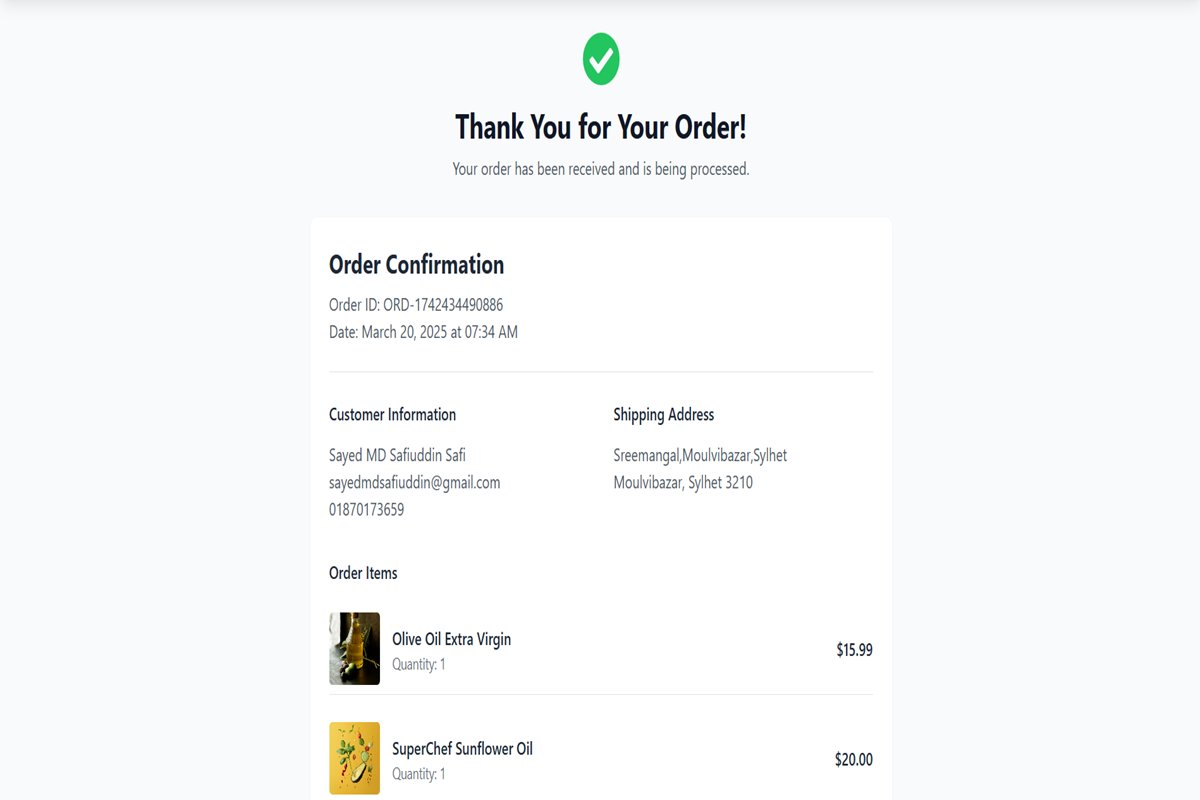 Thank You for Your Order!
Your order has been received and is being processed.
Order Confirmation
Order ID: ORD-1742434490886
Date: March 20, 2025 at 07:34 AM
Customer Information
Sayed MD Safiuddin Safi
sayedmdsafiuddin@gmail.com
01870173659
Shipping Address
Sreemangal,Moulvibazar,Sylhet
Moulvibazar, Sylhet 3210
Order Items
Olive Oil Extra Virgin
Quantity: 1
$15.99
SuperChef Sunflower Oil
Quantity: 1
$20.00